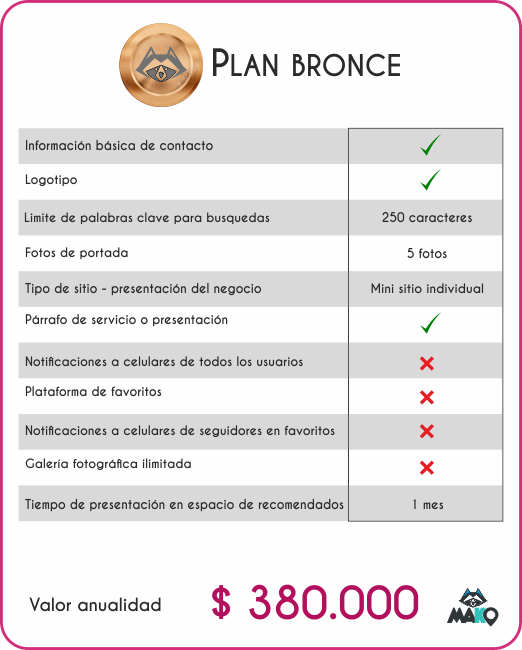 PLAN BRONCE
Información básica de contacto
Logotipo
Limite de palabras clave para busquedas 250 caracteres
Fotos de portada 5 fotos
Tipo de sitio - presentación del negocio Mini sitio individual
Párrafo de servicio o presentación
Notificaciones a celulares de todos los usuarios
Plataforma de favoritos
Notificaciones a celulares de seguidores en favoritos
Galería fotográfica ilimitada
Tiempo de presentación en espacio de recomendados 1 mes
Valor anualidad $ 380.000
MAKO